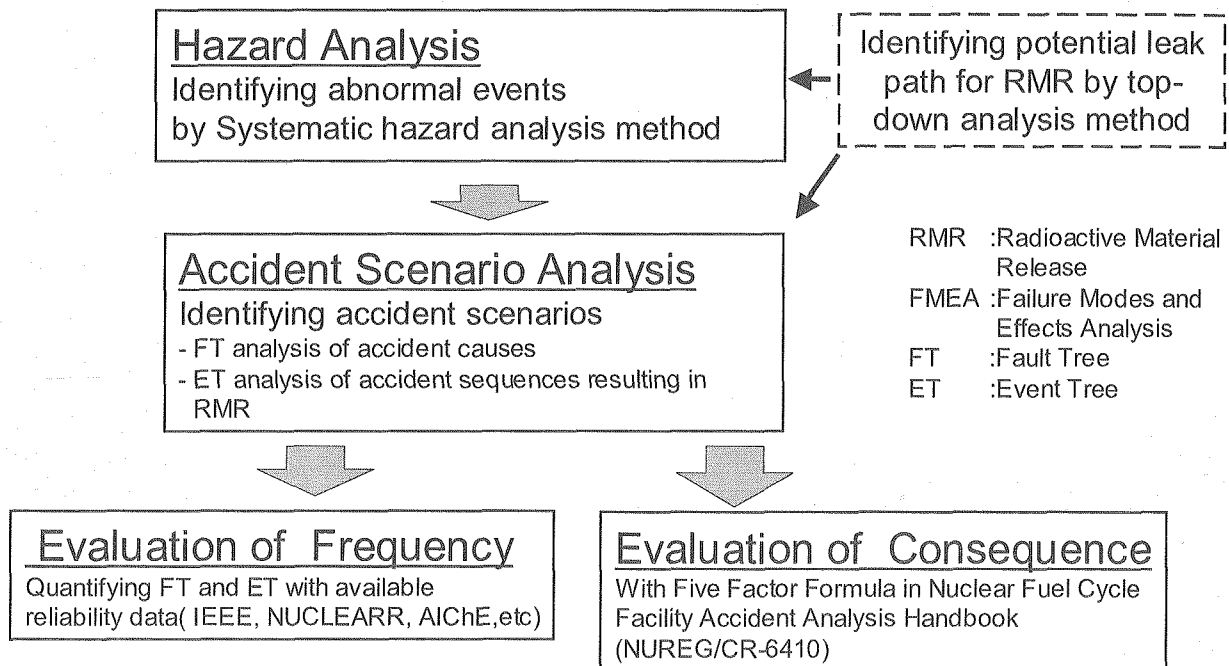 Hazard Analysis
Identifying abnormal events
by Systematic hazard analysis method
Identifying potential leak
path for RMR by top-
down analysis method
Accident Scenario Analysis
Identifying accident scenarios
- FT analysis of accident causes
- ET analysis of accident sequences resulting in
RMR
RMR :Radioactive Material
Release
FMEA :Failure Modes and
Effects Analysis
FT :Fault Tree
ET :Event Tree
Evaluation of Frequency
Quantifying FT and ET with available
reliability data( IEEE, NUCLEARR, AIChE,etc)
Evaluation of Consequence
With Five Factor Formula in Nuclear Fuel Cycle
Facility Accident Analysis Handbook
(NUREG/CR-6410)